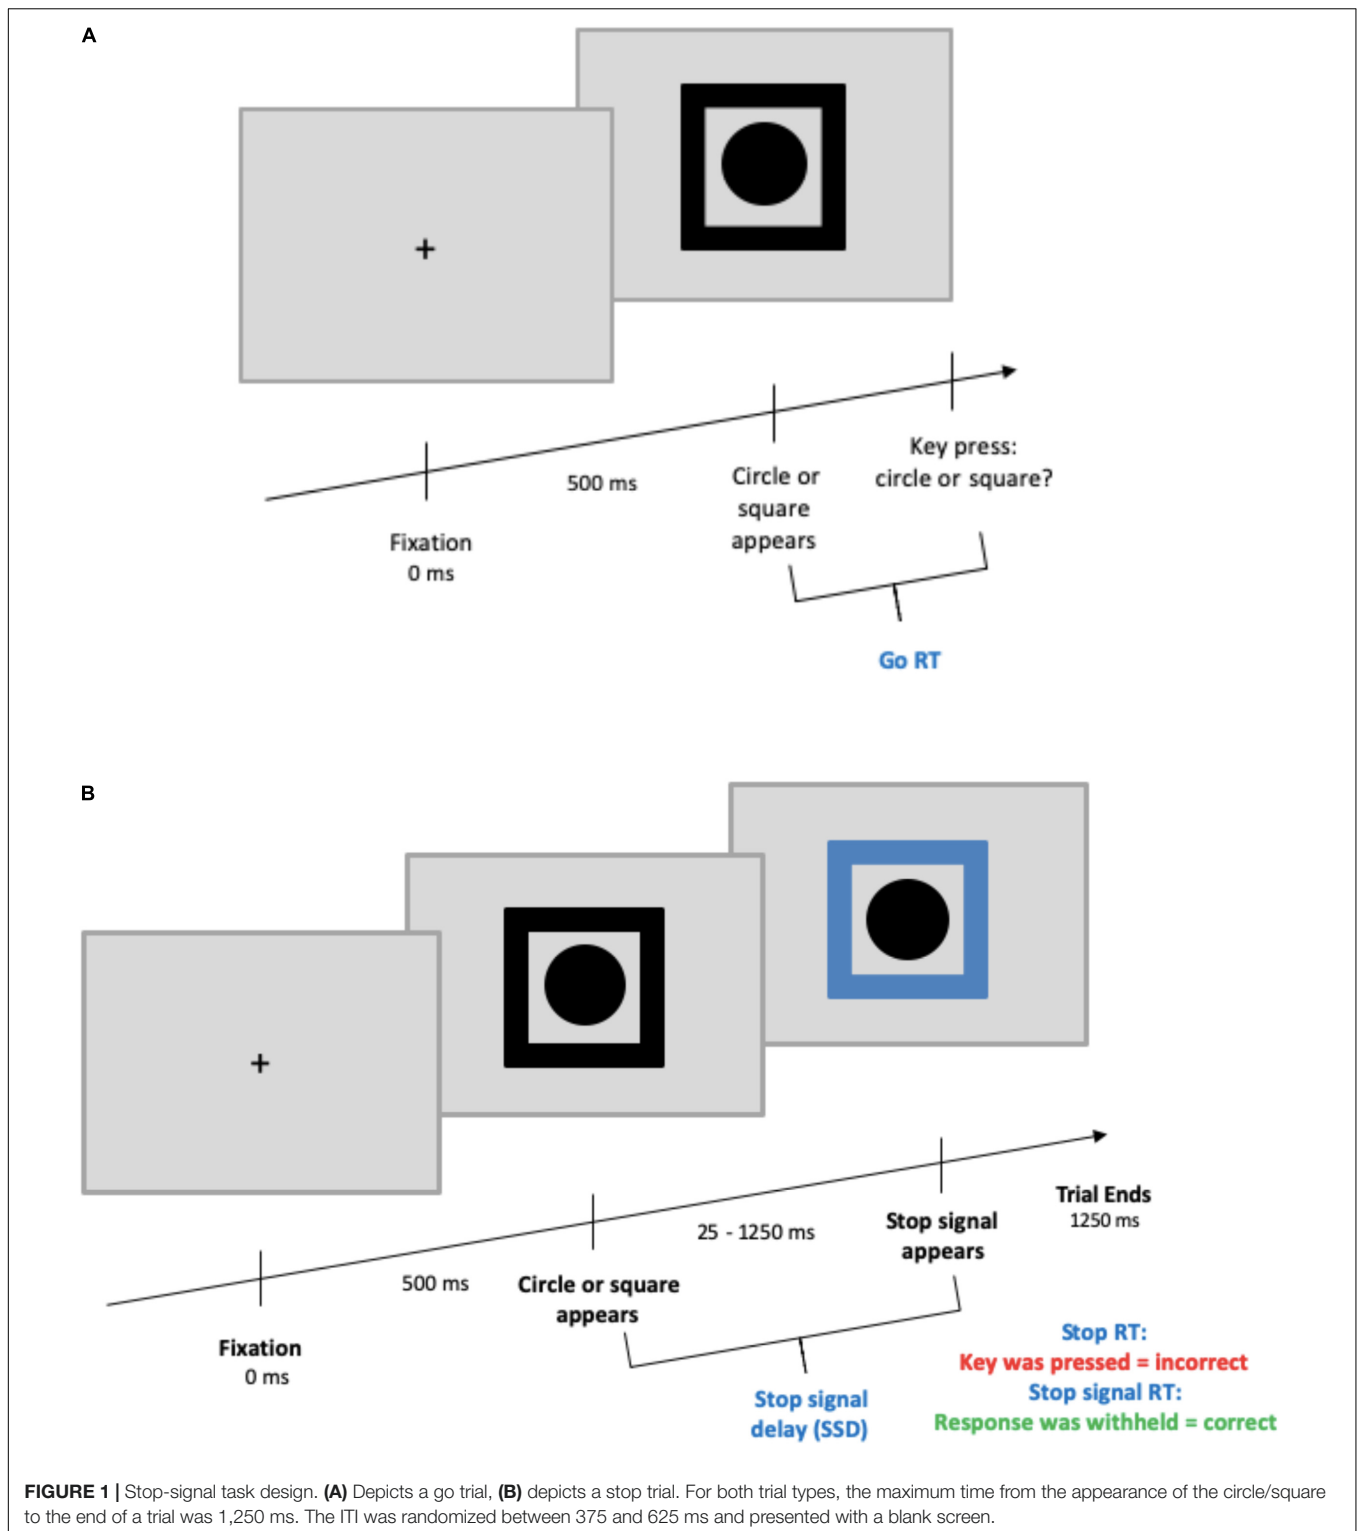 A
+
500 ms
Fixation
0 ms
Circle or
square
appears
Key press:
circle or square?
Go RT
B
+
500 ms
Fixation
0 ms
Circle or square
appears
25 - 1250 ms
Stop signal
appears
Trial Ends
1250 ms
Stop signal
delay (SSD)
Stop RT:
Key was pressed = incorrect
Stop signal RT:
Response was withheld = correct
FIGURE 1 | Stop-signal task design. (A) Depicts a go trial, (B) depicts a stop trial. For both trial types, the maximum time from the appearance of the circle/square
to the end of a trial was 1,250 ms. The ITI was randomized between 375 and 625 ms and presented with a blank screen.